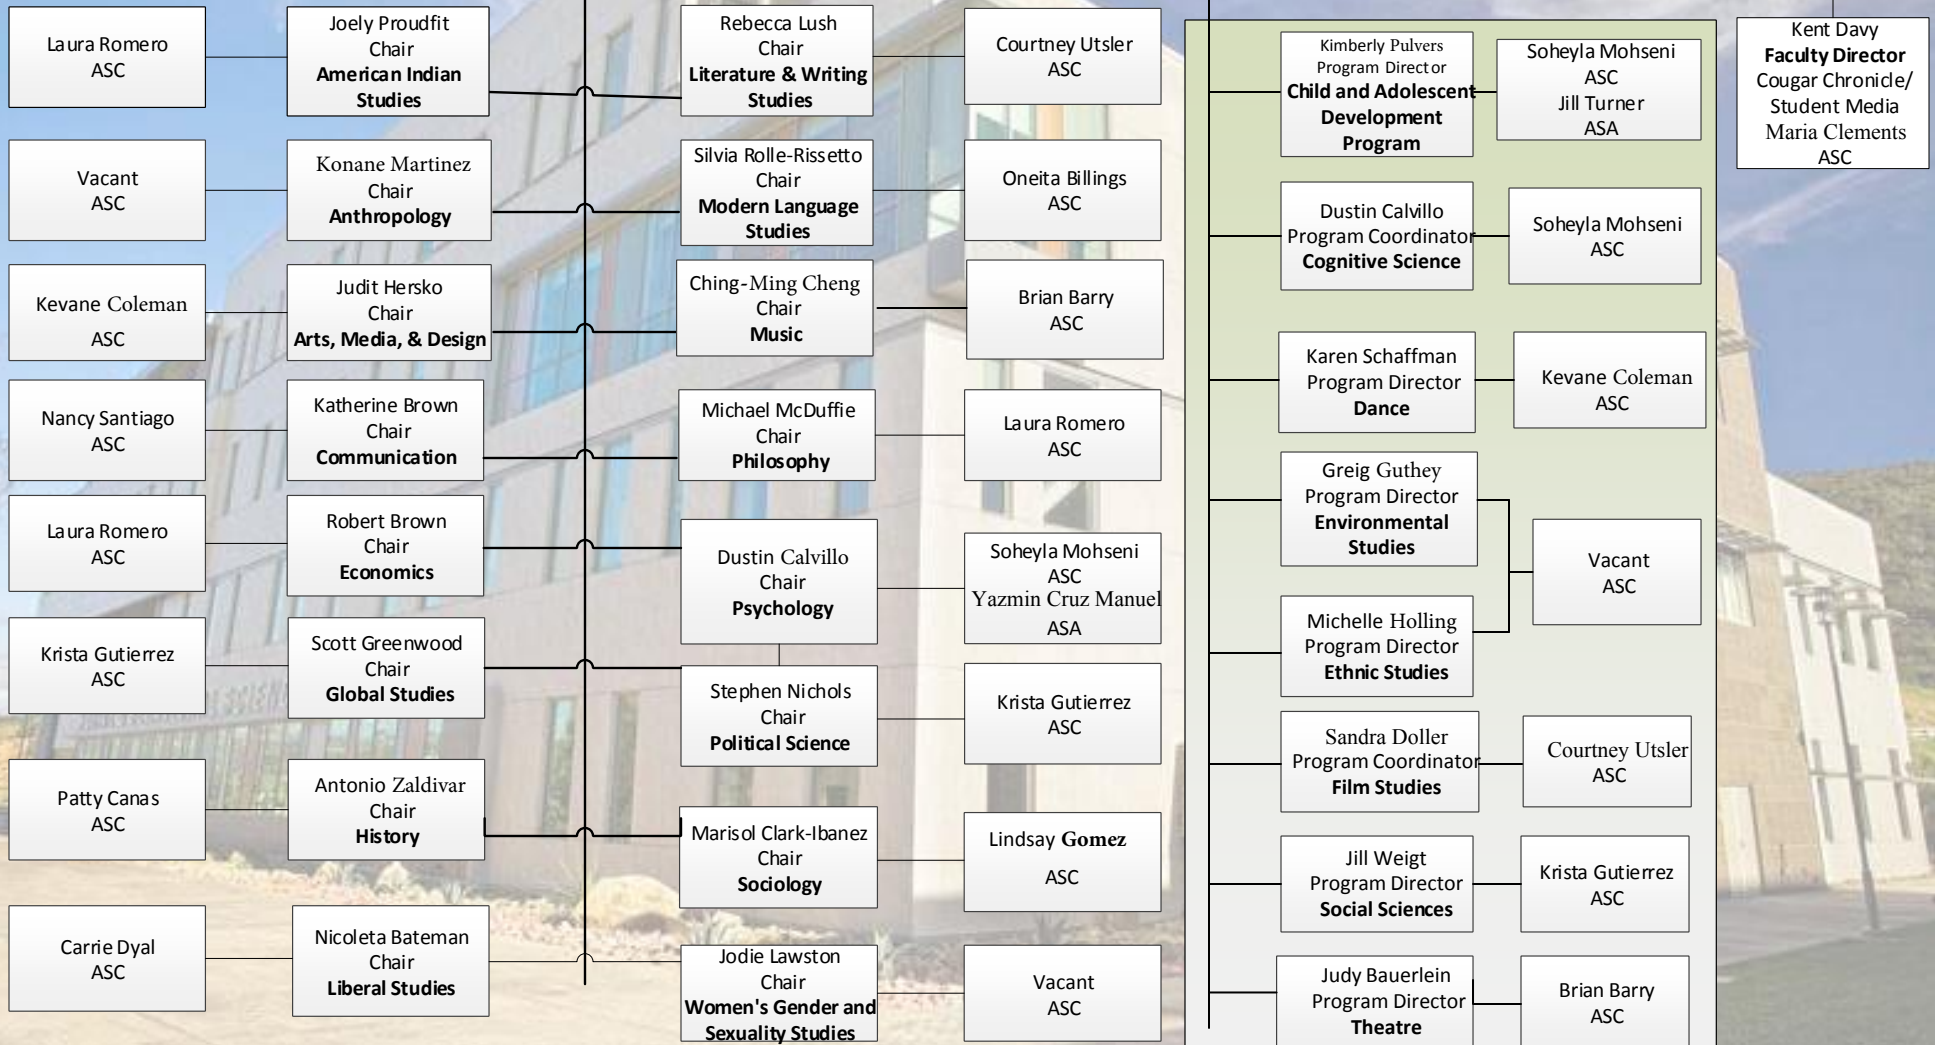 Laura Romero
ASC
Joely Proudfit
Chair
American Indian
Studies
Rebecca Lush
Chair
Literature & Writing
Studies
Courtney Utsler
ASC
Vacant
ASC
Konane Martinez
Chair
Anthropology
Silvia Rolle-Rissetto
Chair
Modern Language
Studies
Oneita Billings
ASC
Kevane Coleman
ASC
Judit Hersko
Chair
Arts, Media, & Design
Ching-Ming Cheng
Chair
Music
Brian Barry
ASC
Nancy Santiago
ASC
Katherine Brown
Chair
Communication
Michael McDuffie
Chair
Philosophy
Laura Romero
ASC
Laura Romero
ASC
Robert Brown
Chair
Economics
Dustin Calvillo
Chair
Psychology
Soheyla Mohseni
ASC
Yazmin Cruz Manuel
ASA
Krista Gutierrez
ASC
Scott Greenwood
Chair
Global Studies
Stephen Nichols
Chair
Political Science
Krista Gutierrez
ASC
Patty Canas
ASC
Antonio Zaldivar
Chair
History
Marisol Clark-Ibanez
Chair
Sociology
Lindsay Gomez
ASC
Carrie Dyal
ASC
Nicoleta Bateman
Chair
Liberal Studies
Jodie Lawston
Chair
Women's Gender and
Sexuality Studies
Vacant
ASC
Kimberly Pulvers
Program Director
Child and Adolescent
Development
Program
Soheyla Mohseni
ASC
Jill Turner
ASA
Dustin Calvillo
Program Coordinator
Cognitive Science
Soheyla Mohseni
ASC
Karen Schaffman
Program Director
Dance
Kevane Coleman
ASC
Greig Guthey
Program Director
Environmental
Studies
Vacant
ASC
Michelle Holling
Program Director
Ethnic Studies
Sandra Doller
Program Coordinator
Film Studies
Courtney Utsler
ASC
Jill Weigt
Program Director
Social Sciences
Krista Gutierrez
ASC
Judy Bauerlein
Program Director
Theatre
Brian Barry
ASC
Kent Davy
Faculty Director
Cougar Chronicle/
Student Media
Maria Clements
ASC